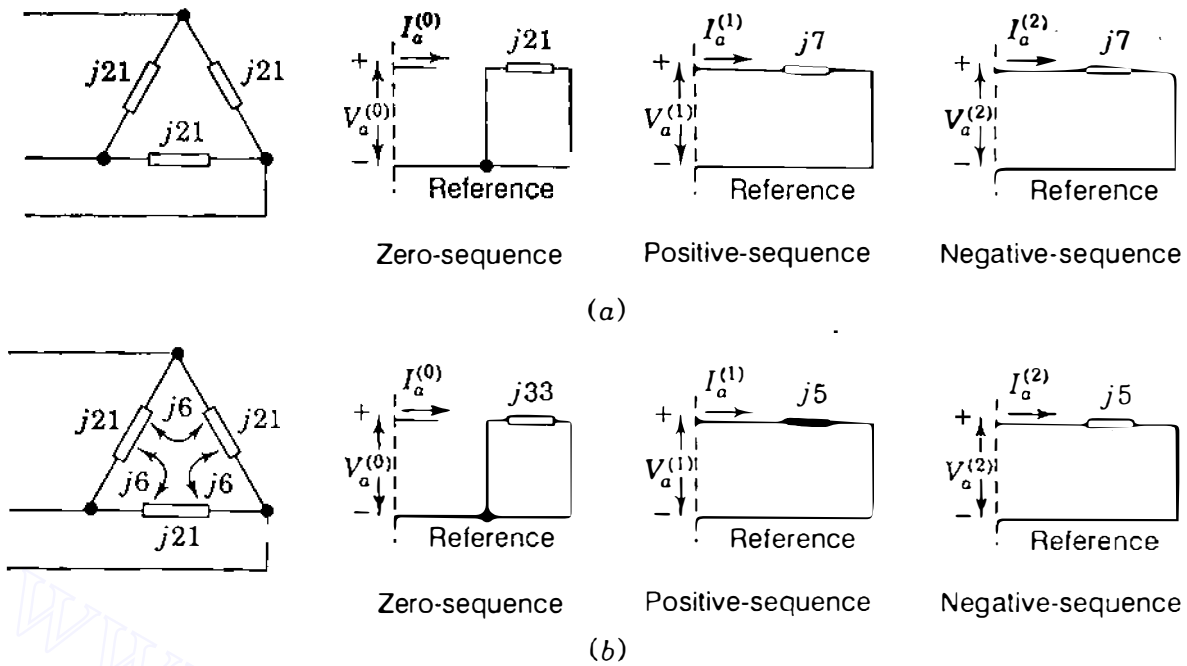 j21 j21
j21
I_a^(0) j21
+
V_a^(0)
−
Reference
Zero-sequence
I_a^(1) j7
+
V_a^(1)
−
Reference
Positive-sequence
I_a^(2) j7
+
V_a^(2)
−
Reference
Negative-sequence
(a)
j21 j6 j21
j6 j6
j21
I_a^(0) j33
+
V_a^(0)
−
Reference
Zero-sequence
I_a^(1) j5
+
V_a^(1)
−
Reference
Positive-sequence
I_a^(2) j5
+
V_a^(2)
−
Reference
Negative-sequence
(b)